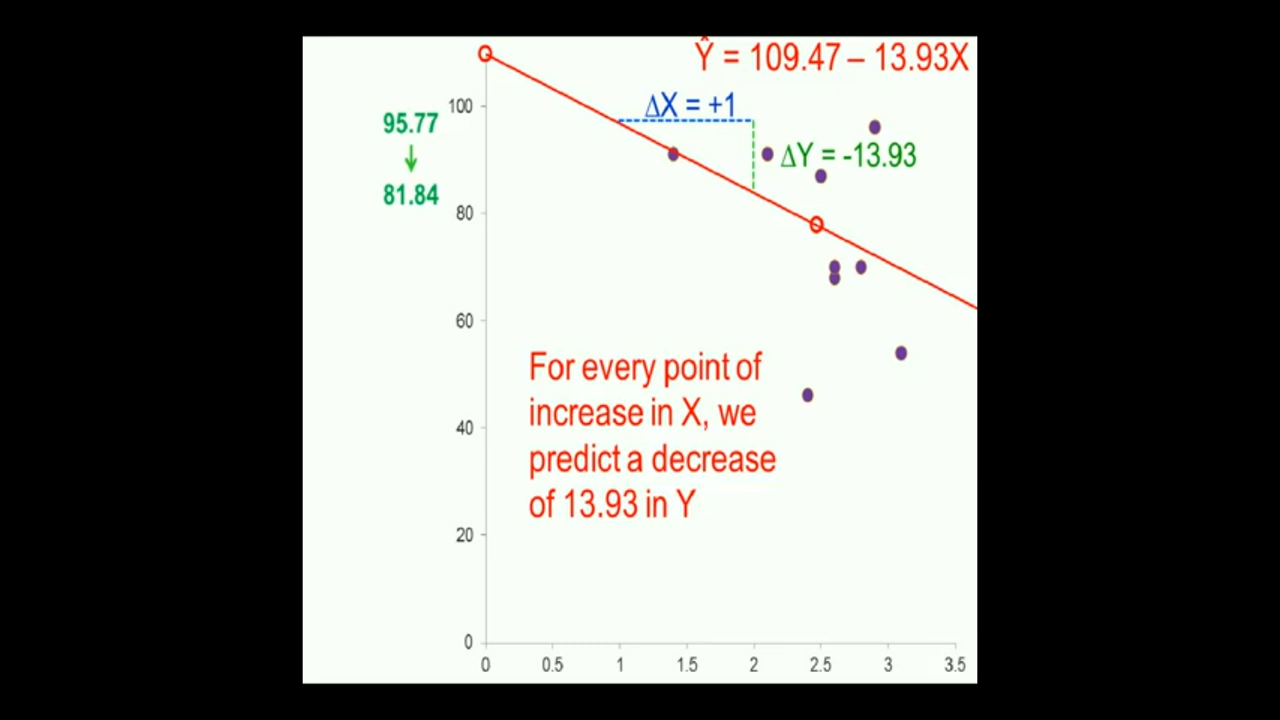 Ŷ = 109.47 – 13.93X
ΔX = +1
100
95.77
↓
81.84
ΔY = -13.93
80
60
For every point of
increase in X, we
predict a decrease
of 13.93 in Y
40
20
0
0 0.5 1 1.5 2 2.5 3 3.5